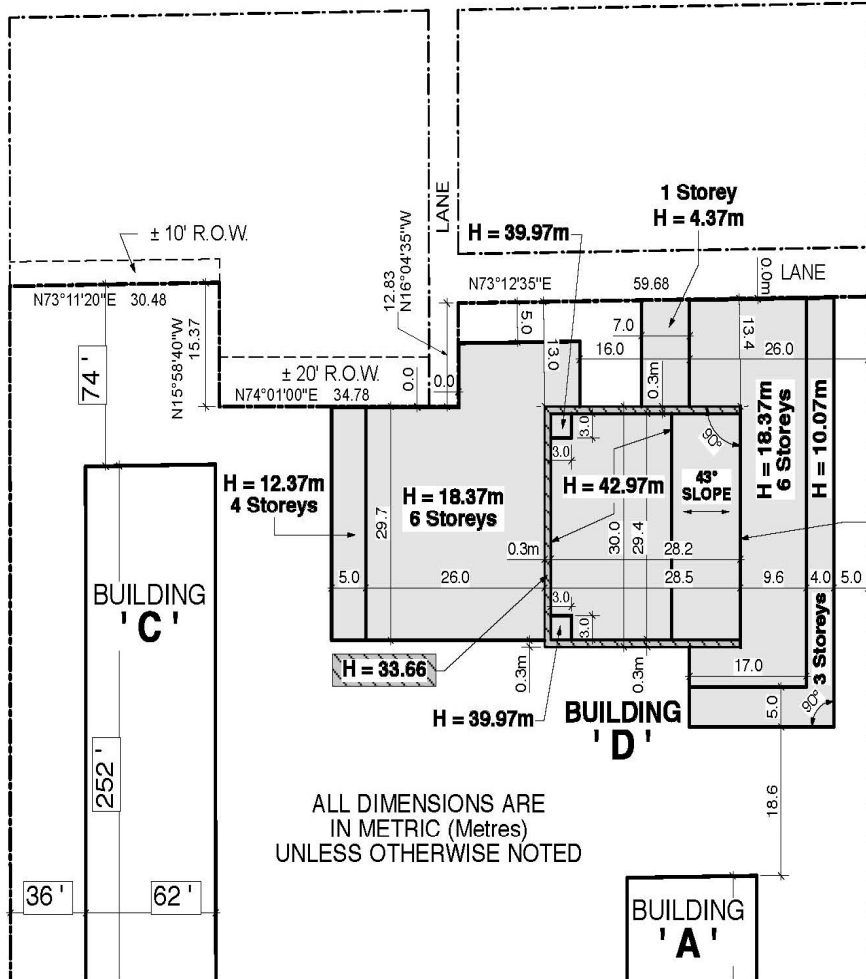 1 Storey
H = 4.37m
H = 39.97m
LANE
± 10' R.O.W.
12.83
N16°04'35"W
0.0m
LANE
N73°11'20"E 30.48
N73°12'35"E
59.68
N15°58'40"W
15.37
5.0
7.0
13.4
13.0
16.0
26.0
74 '
± 20' R.O.W.
0.0
0.0
N74°01'00"E 34.78
0.3m
3.0
3.0
90°
H = 18.37m
6 Storeys
H = 10.07m
H = 12.37m
4 Storeys
H = 18.37m
6 Storeys
H = 42.97m
43°
SLOPE
29.7
0.3m
30.0
29.4
28.2
5.0
26.0
28.5
9.6
4.0
5.0
BUILDING
' C '
3.0
3.0
3 Storeys
H = 33.66
0.3m
0.3m
17.0
H = 39.97m
BUILDING
' D '
5.0
90°
252 '
18.6
ALL DIMENSIONS ARE
IN METRIC (Metres)
UNLESS OTHERWISE NOTED
36 '
62 '
BUILDING
' A '